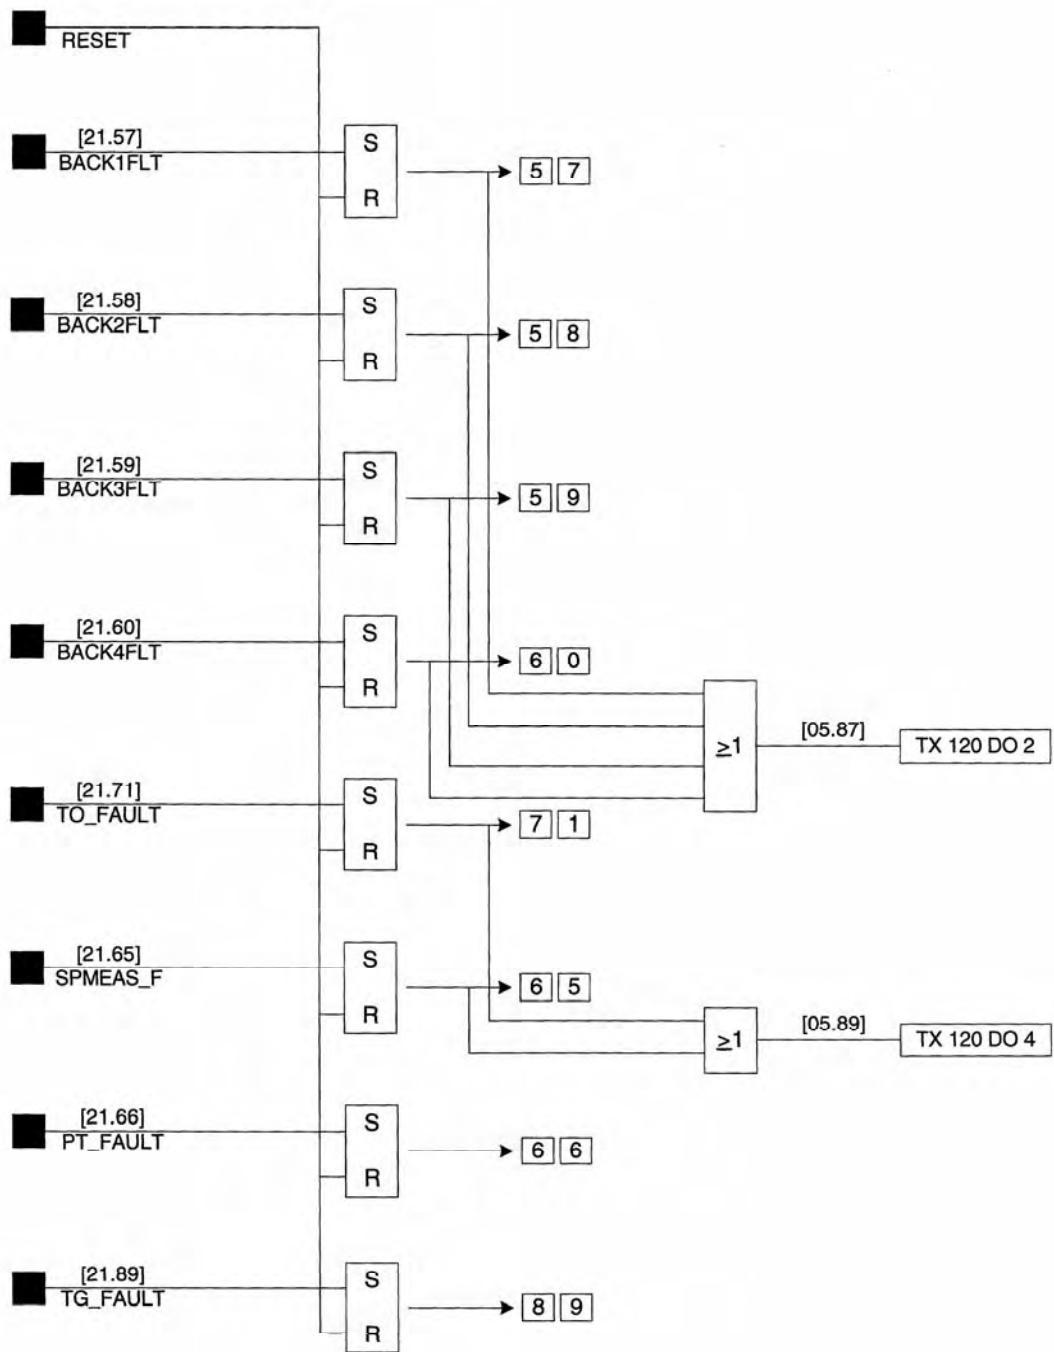 RESET
[21.57]
BACK1FLT
S
R
5 7
[21.58]
BACK2FLT
S
R
5 8
[21.59]
BACK3FLT
S
R
5 9
[21.60]
BACK4FLT
S
R
6 0
≥1
[05.87]
TX 120 DO 2
[21.71]
TO_FAULT
S
R
7 1
[21.65]
SPMEAS_F
S
R
6 5
≥1
[05.89]
TX 120 DO 4
[21.66]
PT_FAULT
S
R
6 6
[21.89]
TG_FAULT
S
R
8 9